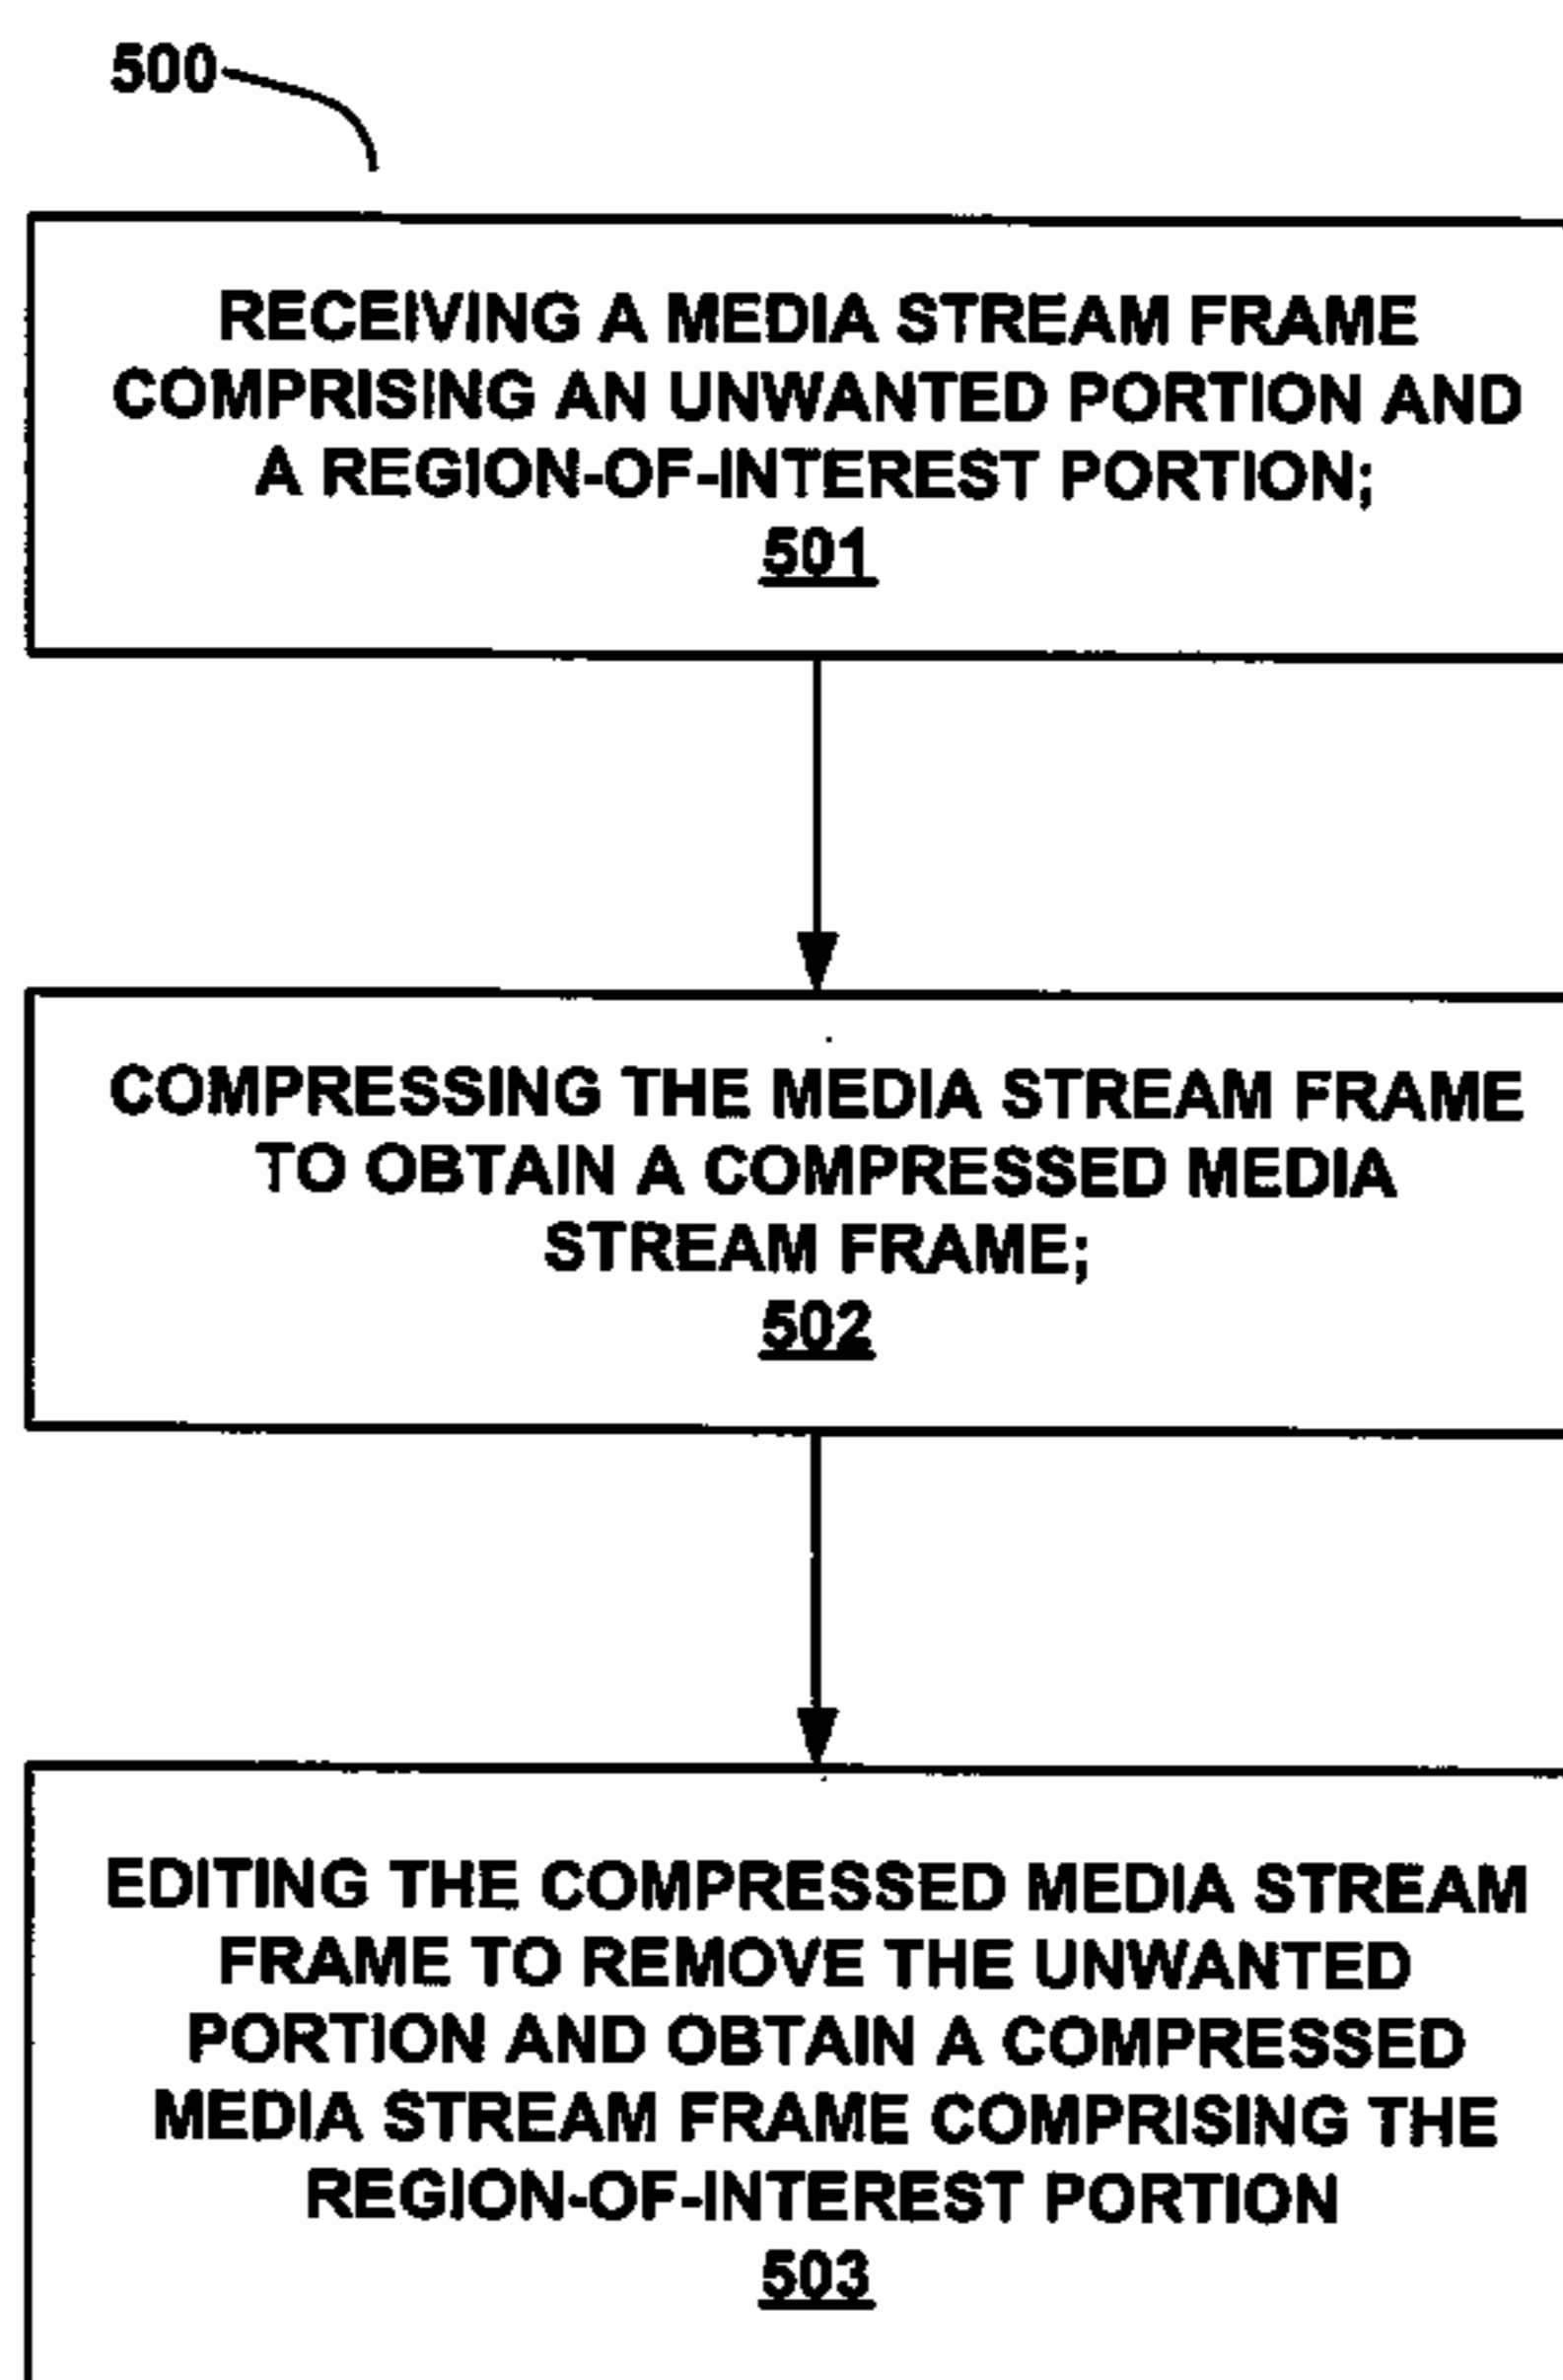 500
RECEIVING A MEDIA STREAM FRAME
COMPRISING AN UNWANTED PORTION AND
A REGION-OF-INTEREST PORTION;
501
COMPRESSING THE MEDIA STREAM FRAME
TO OBTAIN A COMPRESSED MEDIA
STREAM FRAME;
502
EDITING THE COMPRESSED MEDIA STREAM
FRAME TO REMOVE THE UNWANTED
PORTION AND OBTAIN A COMPRESSED
MEDIA STREAM FRAME COMPRISING THE
REGION-OF-INTEREST PORTION
503